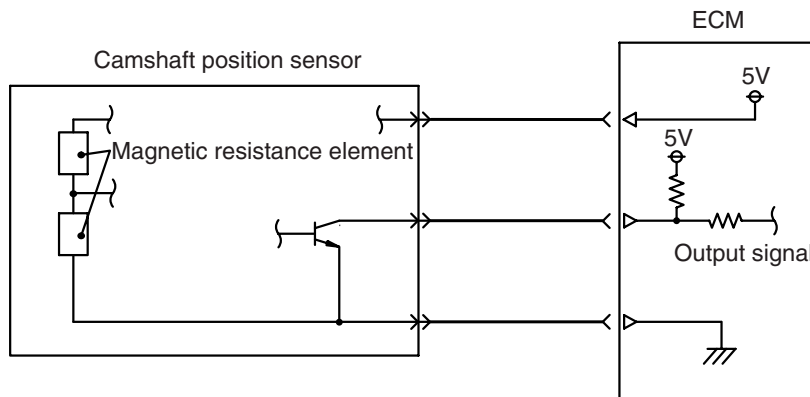 ECM
Camshaft position sensor
5V
5V
Magnetic resistance element
Output signal